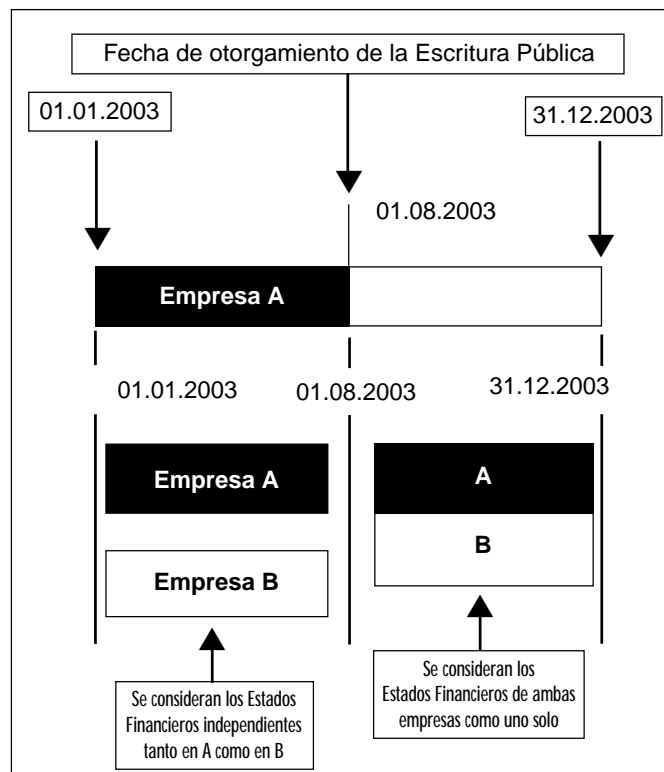 Fecha de otorgamiento de la Escritura Pública
01.01.2003
31.12.2003
01.08.2003
Empresa A
01.01.2003
01.08.2003
31.12.2003
Empresa A
A
B
Empresa B
Se consideran los Estados
Financieros independientes
tanto en A como en B
Se consideran los
Estados Financieros de ambas
empresas como uno solo